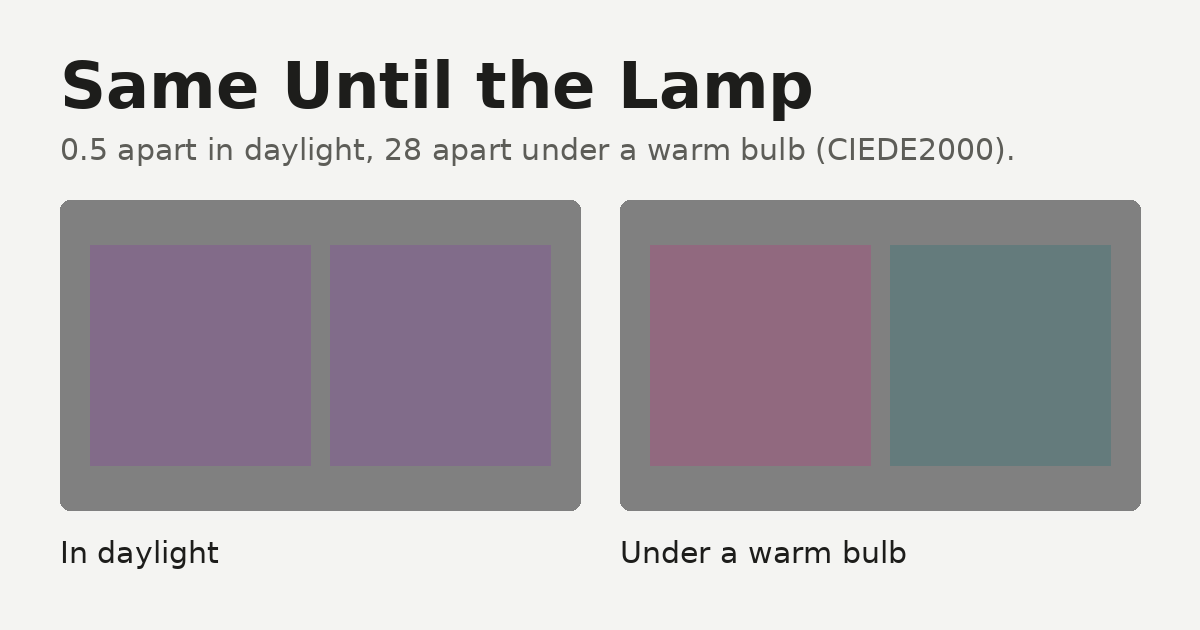 Same Until the Lamp
0.5 apart in daylight, 28 apart under a warm bulb (CIEDE2000).
In daylight
Under a warm bulb